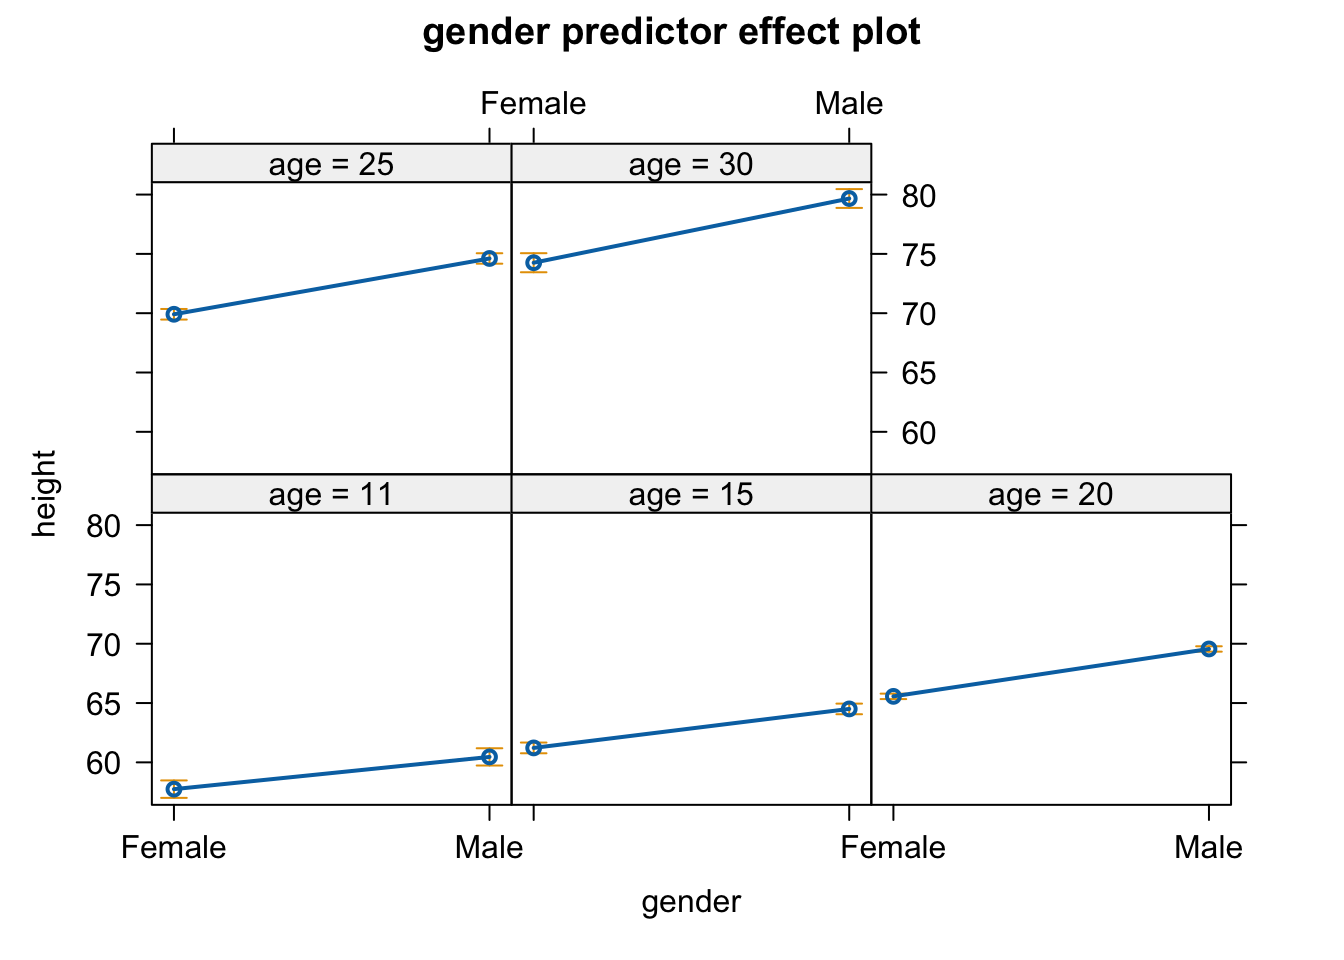 gender predictor effect plot
Female Male
age = 25 age = 30
80
75
70
65
60
height
age = 11 age = 15 age = 20
80
75
70
65
60
Female Male Female Male
gender